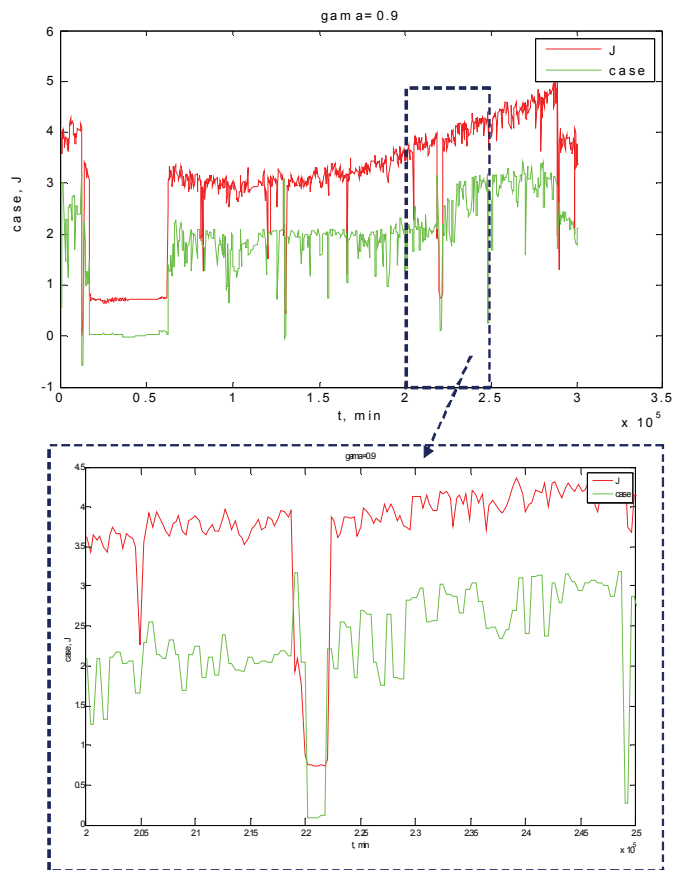 gama= 0.9
6
5
4
3
2
1
0
-1
case, J
J
case
0 0.5 1 1.5 2 2.5 3 3.5
t, min
x 10^5
gama=0.9
4.5
4
3.5
3
2.5
2
1.5
1
0.5
0
case, J
J
case
2 2.05 2.1 2.15 2.2 2.25 2.3 2.35 2.4 2.45 2.5
t, min
x 10^5